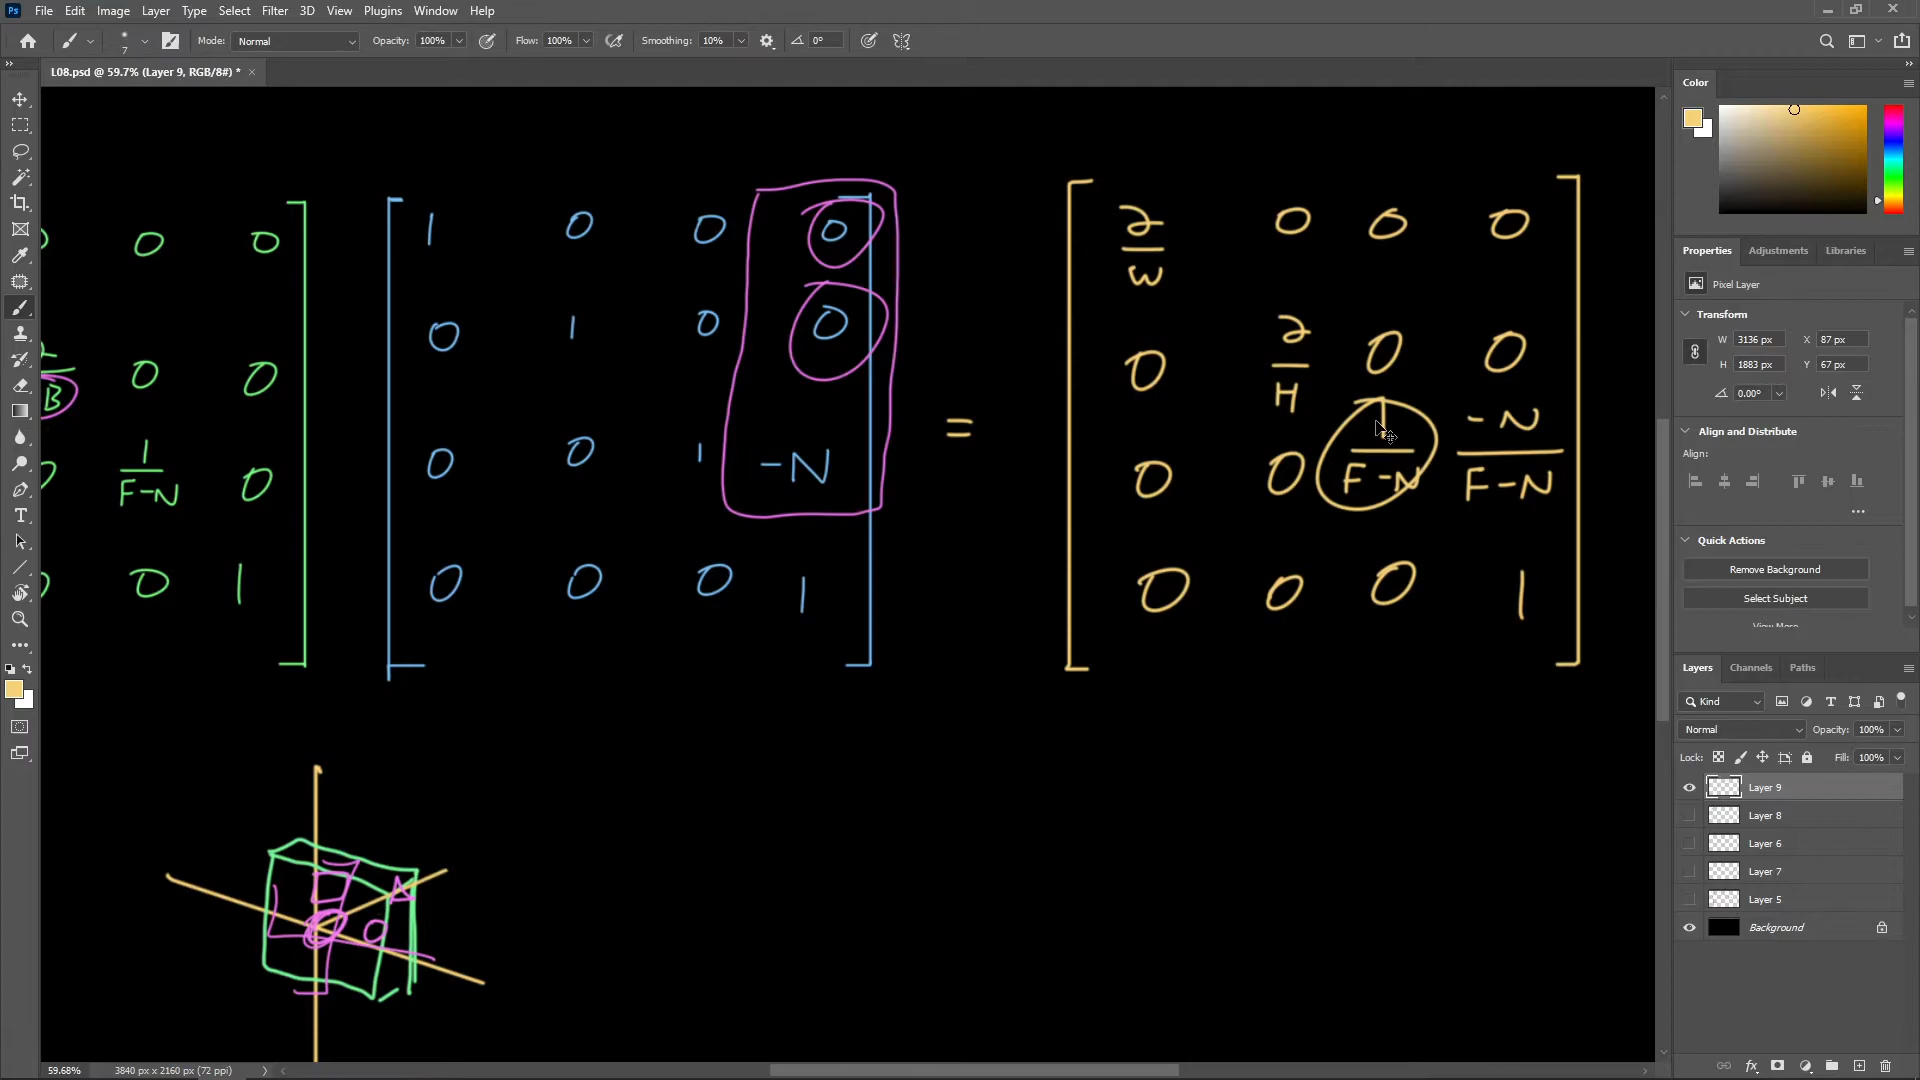 Ps File Edit Image Layer Type Select Filter 3D View Plugins Window Help
7 Mode: Normal Opacity: 100% Flow: 100% Smoothing: 10% 0°
L08.psd @ 59.7% (Layer 9, RGB/8#) * ×
Color
Properties Adjustments Libraries
Pixel Layer
Transform
W 3136 px X 87 px
H 1883 px Y 67 px
0.00°
Align and Distribute
Align:
Quick Actions
Remove Background
Select Subject
View More
Layers Channels Paths
Kind
Normal Opacity: 100%
Lock: Fill: 100%
Layer 9
Layer 8
Layer 6
Layer 7
Layer 5
Background
0 0 1 0 0 0 2/W 0 0 0
B 0 0 0 1 0 0 = 0 2/H 0 0
1/F-N 0 0 0 1 -N 0 0 1/F-N -N/F-N
0 1 0 0 0 1 0 0 0 1
59.68% 3840 px x 2160 px (72 ppi)